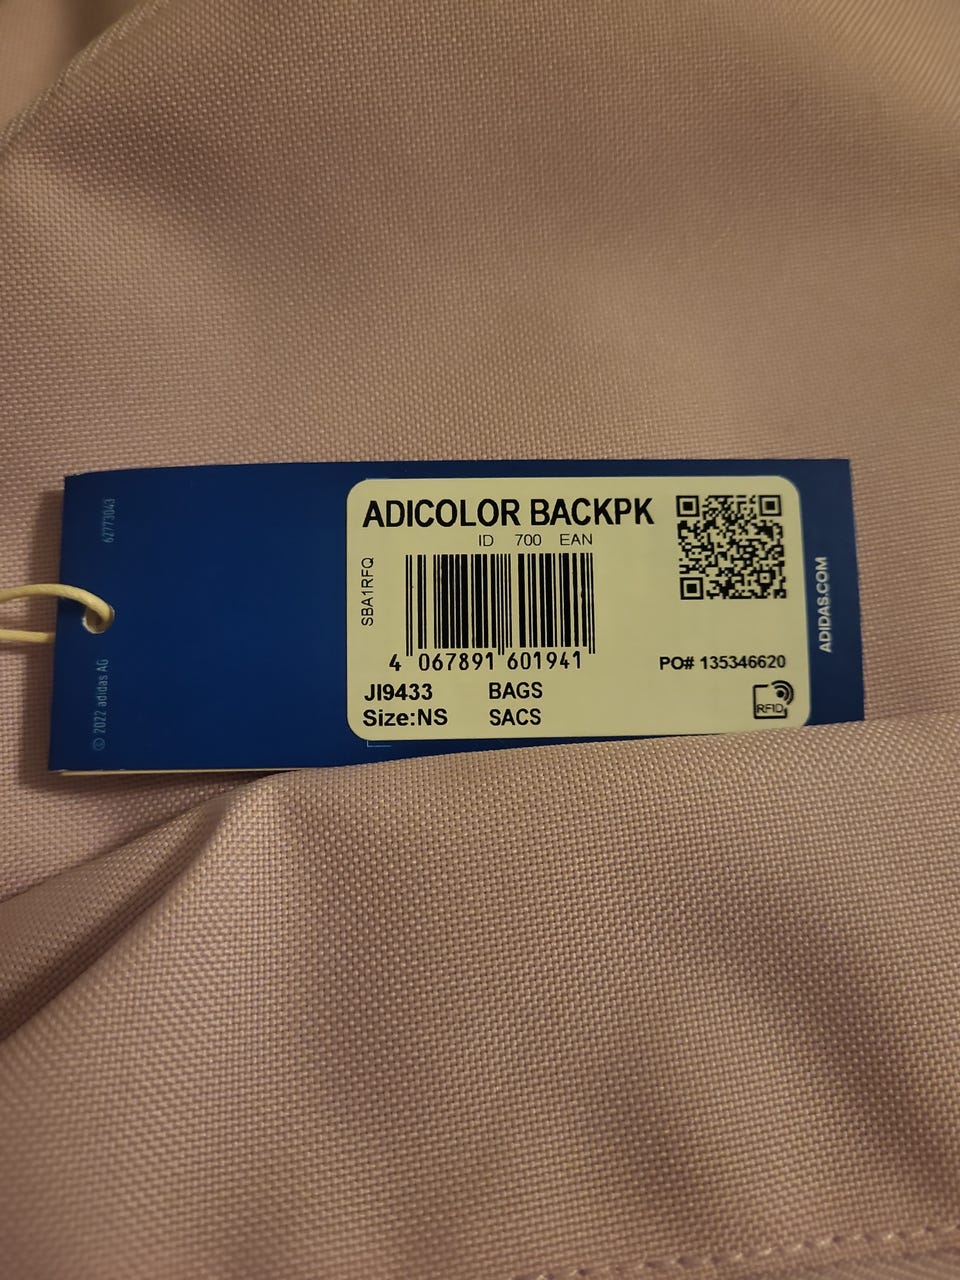 ADICOLOR BACKPK
ID 700 EAN
SBA1RFQ
4 067891 601941
PO# 135346620
JI9433 BAGS
Size:NS SACS
RFID
ADIDAS.COM
62773043
© 2022 adidas AG